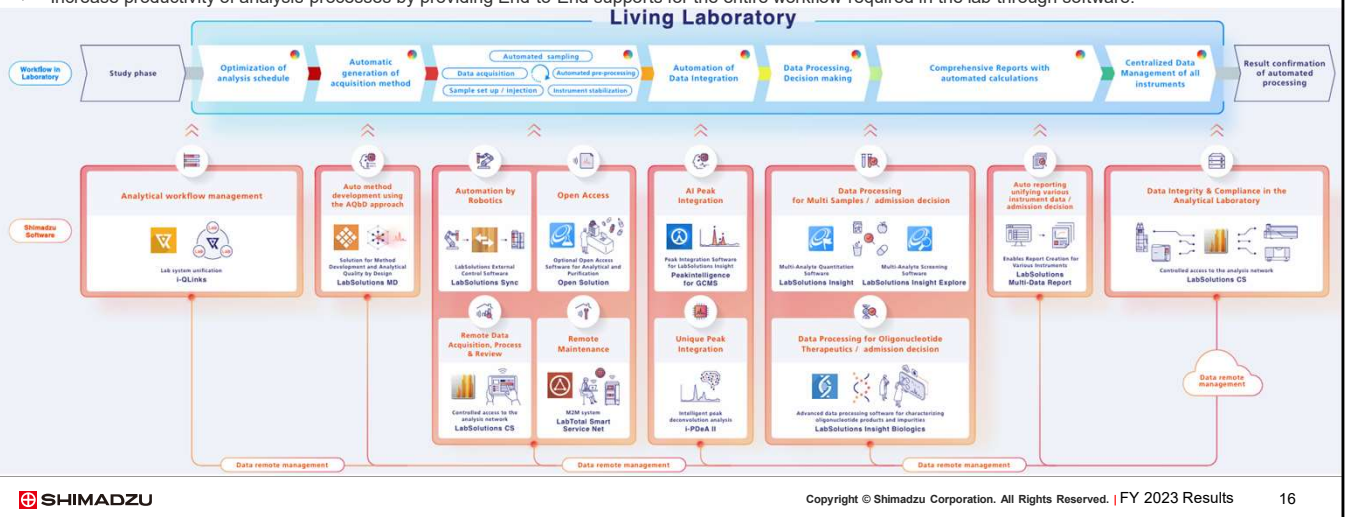 Increase productivity of analysis processes by providing End-to-End supports for the entire workflow required in the lab through software.
Living Laboratory
Workflow in
Laboratory
Study phase
Optimization of
analysis schedule
Automatic
generation of
acquisition method
Automated sampling
Data acquisition
Automated pre-processing
Sample set up / injection
Instrument stabilization
Automation of
Data Integration
Data Processing,
Decision making
Comprehensive Reports with
automated calculations
Centralized Data
Management of all
instruments
Result confirmation
of automated
processing
Shimadzu
Software
Analytical workflow management
LAB
LAB
LAB
Lab system unification
i-QLinks
Auto method
development using
the AQbD approach
Solution for Method
Development and Analytical
Quality by Design
LabSolutions MD
Automation by
Robotics
LabSolutions External
Control Software
LabSolutions Sync
Open Access
Optional Open Access
Software for Analytical and
Purification
Open Solution
AI Peak
Integration
Peak Integration Software
for LabSolutions Insight
Peakintelligence
for GCMS
Data Processing
for Multi Samples / admission decision
Multi-Analyte Quantitation
Software
LabSolutions Insight
Multi-Analyte Screening
Software
LabSolutions Insight Explore
Auto reporting
unifying various
instrument data /
admission decision
Enables Report Creation for
Various Instruments
LabSolutions
Multi-Data Report
Data Integrity & Compliance in the
Analytical Laboratory
Controlled access to the analysis network
LabSolutions CS
Remote Data
Acquisition, Process
& Review
Controlled access to the
analysis network
LabSolutions CS
Remote
Maintenance
M2M system
LabTotal Smart
Service Net
Unique Peak
Integration
Intelligent peak
deconvolution analysis
i-PDeA II
Data Processing for Oligonucleotide
Therapeutics / admission decision
Advanced data processing software for characterizing
oligonucleotide products and impurities
LabSolutions Insight Biologics
Data remote
management
Data remote management
Data remote management
Data remote management
SHIMADZU
Copyright © Shimadzu Corporation. All Rights Reserved. | FY 2023 Results 16